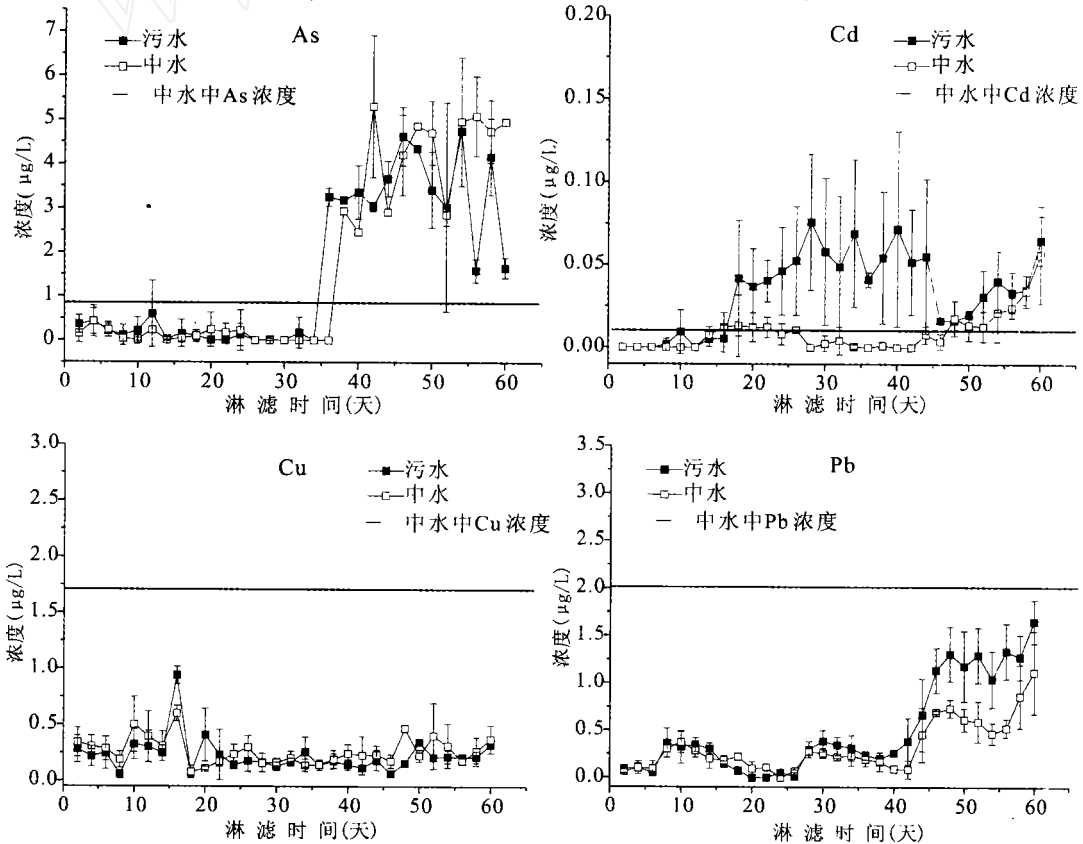 As
污水
中水
中水中As浓度
浓度(μg/L)
7
6
5
4
3
2
1
0
0 10 20 30 40 50 60
淋滤时间(天)
Cd
污水
中水
中水中Cd浓度
浓度(μg/L)
0.20
0.15
0.10
0.05
0.00
0 10 20 30 40 50 60
淋滤时间(天)
Cu
污水
中水
中水中Cu浓度
浓度(μg/L)
3.0
2.5
2.0
1.5
1.0
0.5
0.0
0 10 20 30 40 50 60
淋滤时间(天)
Pb
污水
中水
中水中Pb浓度
浓度(μg/L)
3.5
3.0
2.5
2.0
1.5
1.0
0.5
0.0
0 10 20 30 40 50 60
淋滤时间(天)